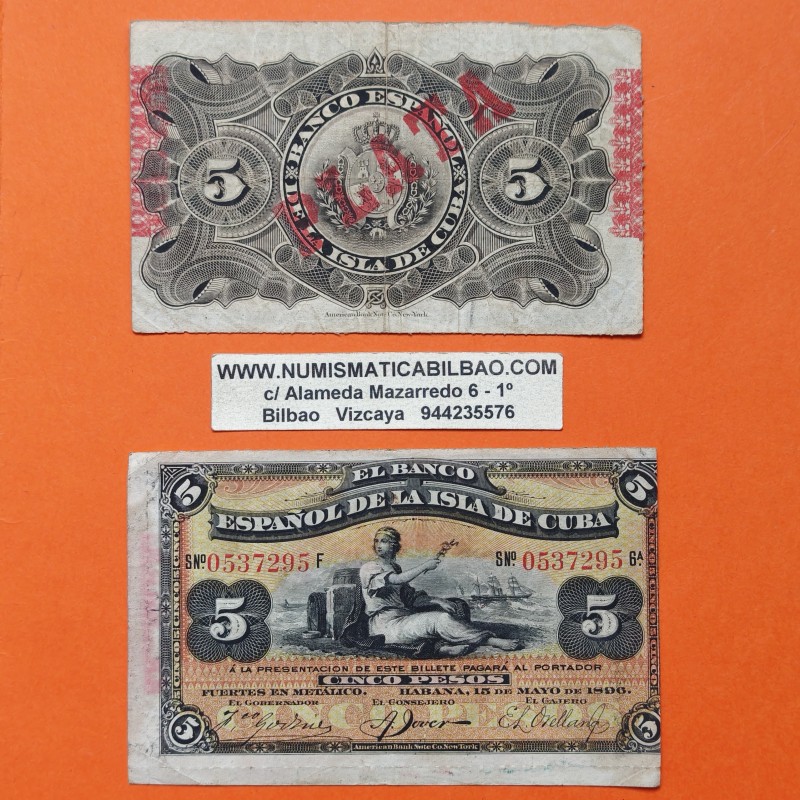 BANCO ESPAÑOL
DE LA ISLA DE CUBA
PLATA
5 5
American Bank Note Co. New York.
WWW.NUMISMATICABILBAO.COM
c/ Alameda Mazarredo 6 - 1º
Bilbao Vizcaya 944235576
5 5
EL BANCO
ESPAÑOL DE LA ISLA DE CUBA
SNº 0537295 F SNº 0537295 6ª
5 5
Á LA PRESENTACION DE ESTE BILLETE PAGARÁ AL PORTADOR
CINCO PESOS
FUERTES EN METÁLICO. HABANA, 15 DE MAYO DE 1896.
EL GOBERNADOR EL CONSEJERO EL CAJERO
5 5
American Bank Note Co. New York